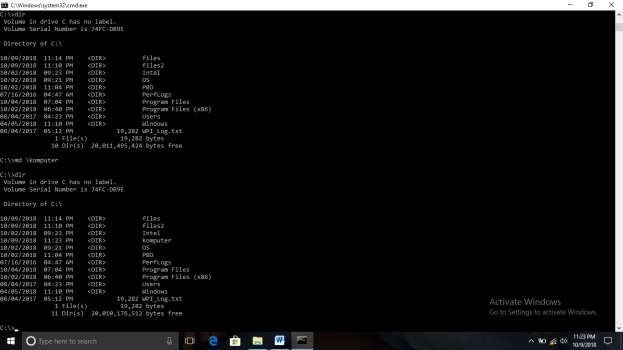 C:\Windows\system32\cmd.exe
C:\>dir
Volume in drive C has no label.
Volume Serial Number is 74FC-DB9E
Directory of C:\
10/09/2018 11:14 PM <DIR> files
10/09/2018 11:10 PM <DIR> files2
10/02/2018 09:23 PM <DIR> Intel
10/02/2018 09:21 PM <DIR> OS
10/02/2018 11:04 PM <DIR> PBD
07/16/2016 04:47 AM <DIR> PerfLogs
10/04/2018 07:04 PM <DIR> Program Files
10/02/2018 06:40 PM <DIR> Program Files (x86)
08/04/2017 04:23 PM <DIR> Users
04/05/2018 11:10 PM <DIR> Windows
08/04/2017 05:12 PM 19,282 WPI_Log.txt
1 File(s) 19,282 bytes
10 Dir(s) 20,011,495,424 bytes free
C:\>md \komputer
C:\>dir
Volume in drive C has no label.
Volume Serial Number is 74FC-DB9E
Directory of C:\
10/09/2018 11:14 PM <DIR> files
10/09/2018 11:10 PM <DIR> files2
10/02/2018 09:23 PM <DIR> Intel
10/09/2018 11:23 PM <DIR> komputer
10/02/2018 09:21 PM <DIR> OS
10/02/2018 11:04 PM <DIR> PBD
07/16/2016 04:47 AM <DIR> PerfLogs
10/04/2018 07:04 PM <DIR> Program Files
10/02/2018 06:40 PM <DIR> Program Files (x86)
08/04/2017 04:23 PM <DIR> Users
04/05/2018 11:10 PM <DIR> Windows
08/04/2017 05:12 PM 19,282 WPI_Log.txt
1 File(s) 19,282 bytes
11 Dir(s) 20,010,176,512 bytes free
C:\>
Activate Windows
Go to Settings to activate Windows.
Type here to search
11:23 PM
10/9/2018